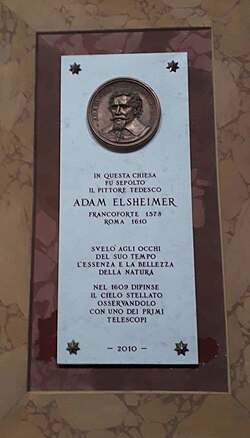 IN QUESTA CHIESA
FU SEPOLTO
IL PITTORE TEDESCO
ADAM ELSHEIMER
FRANCOFORTE 1578
ROMA 1610
SVELÒ AGLI OCCHI
DEL SUO TEMPO
L'ESSENZA E LA BELLEZZA
DELLA NATURA
NEL 1609 DIPINSE
IL CIELO STELLATO
OSSERVANDOLO
CON UNO DEI PRIMI
TELESCOPI
– 2010 –